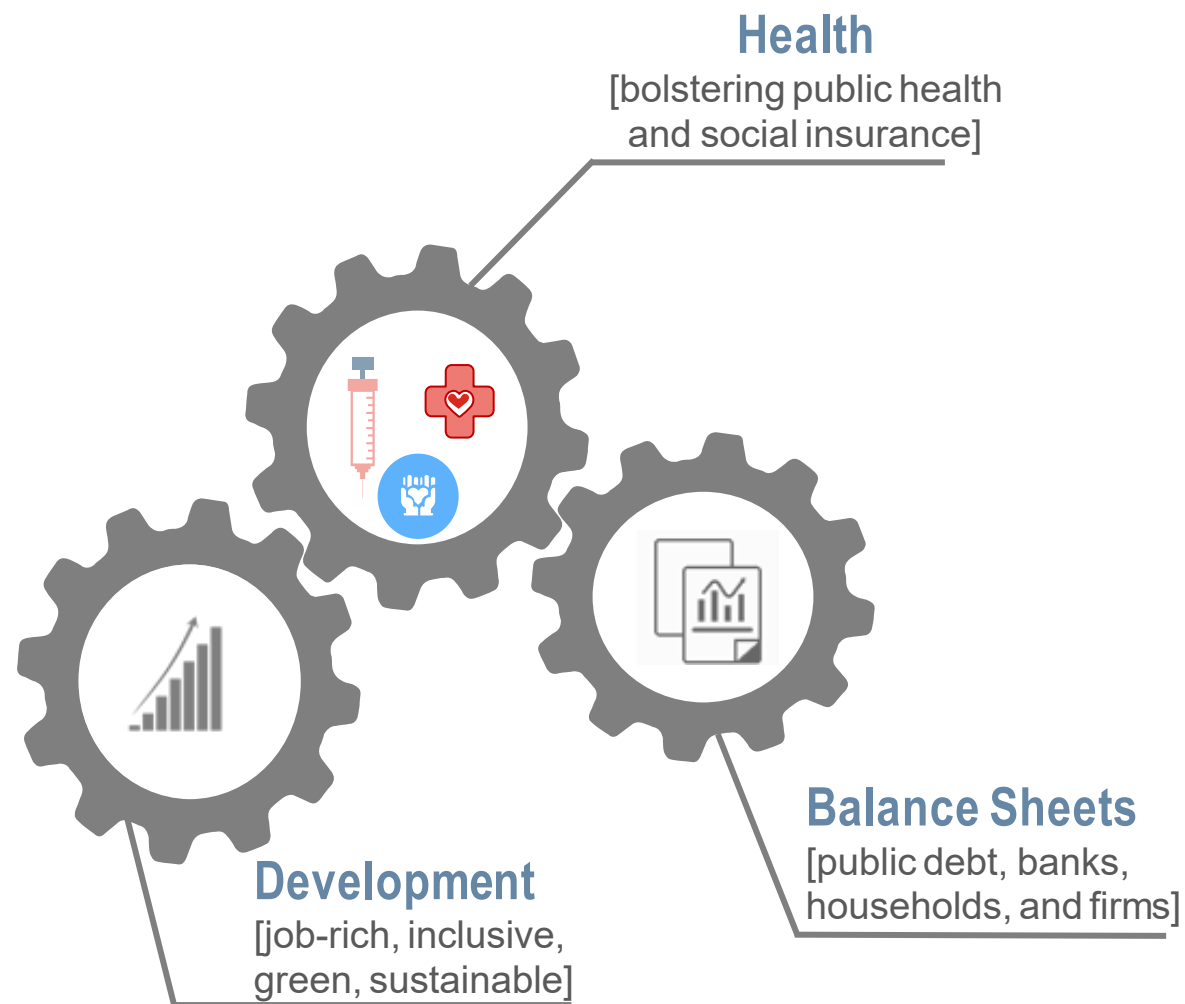 Health
[bolstering public health
and social insurance]
Balance Sheets
[public debt, banks,
households, and firms]
Development
[job-rich, inclusive,
green, sustainable]